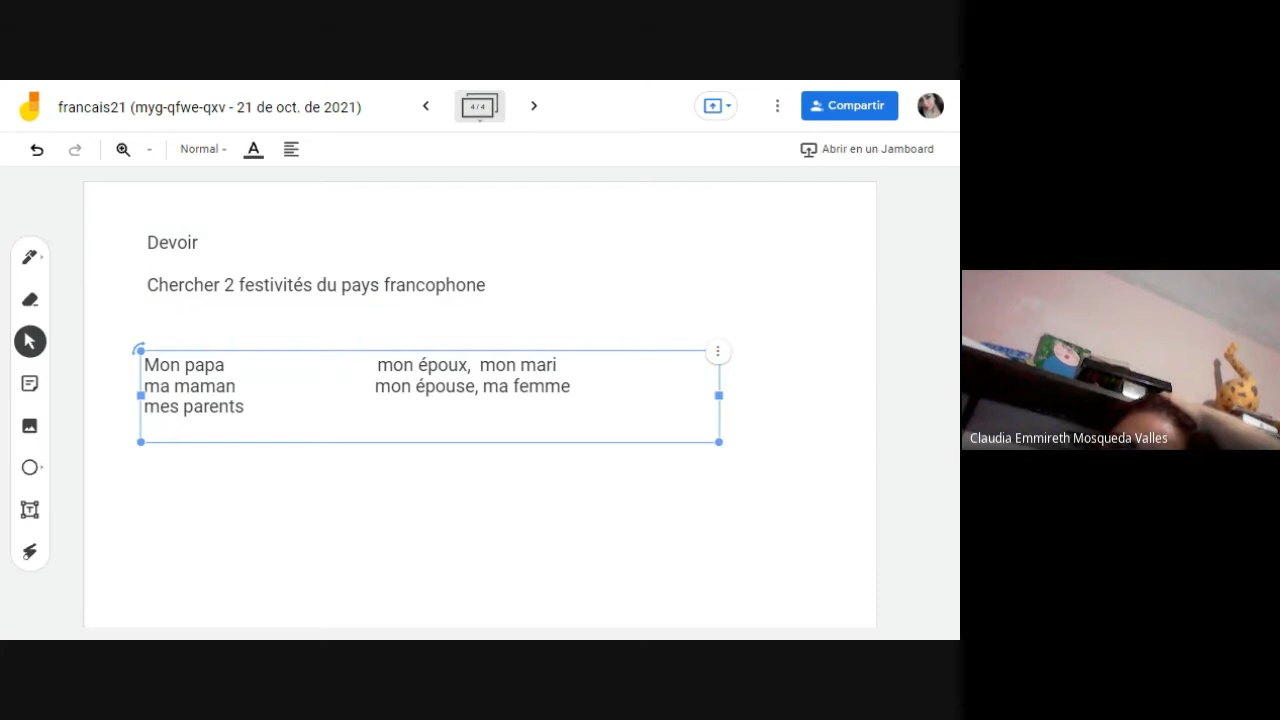 francais21 (myg-qfwe-qxv - 21 de oct. de 2021)
4/4
Compartir
Normal
A
Abrir en un Jamboard
Devoir
Chercher 2 festivités du pays francophone
Mon papa mon époux, mon mari
ma maman mon épouse, ma femme
mes parents
T
Claudia Emmireth Mosqueda Valles